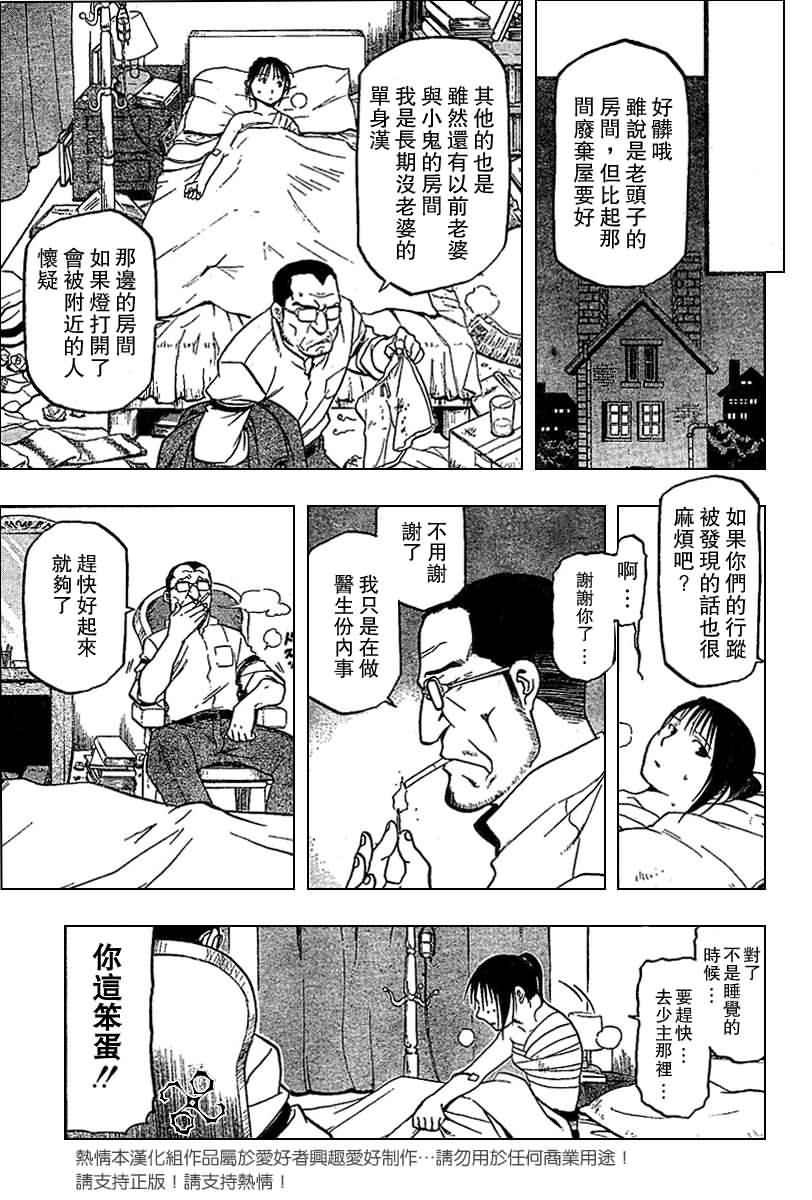 好髒哦
雖說是老頭子的
房間，但比起那
間廢棄屋要好
其他的也是
雖然還有以前老婆
與小鬼的房間
我是長期沒老婆的
單身漢
那邊的房間
如果燈打開了
會被附近的人
懷疑
如果你們的行蹤
被發現的話也很
麻煩吧？
啊…
謝謝你了…
不用謝
謝了
我只是在做
醫生份內事
趕快好起來
就夠了
對了
不是睡覺的
時候…
要趕快…
去少主那裡…
你這笨蛋!!
熱情本漢化組作品屬於愛好者興趣愛好制作…請勿用於任何商業用途！
請支持正版！請支持熱情！